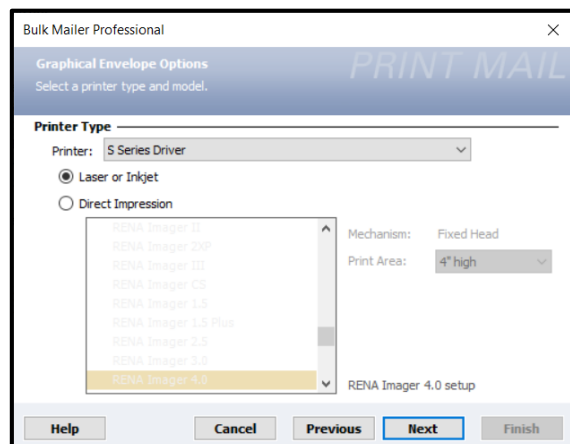 Bulk Mailer Professional
Graphical Envelope Options
PRINT MAIL
Select a printer type and model.
Printer Type
Printer: S Series Driver
Laser or Inkjet
Direct Impression
RENA Imager II
RENA Imager 2XP
RENA Imager III
RENA Imager CS
RENA Imager 1.5
RENA Imager 1.5 Plus
RENA Imager 2.5
RENA Imager 3.0
RENA Imager 4.0
Mechanism: Fixed Head
Print Area: 4" high
RENA Imager 4.0 setup
Help Cancel Previous Next Finish